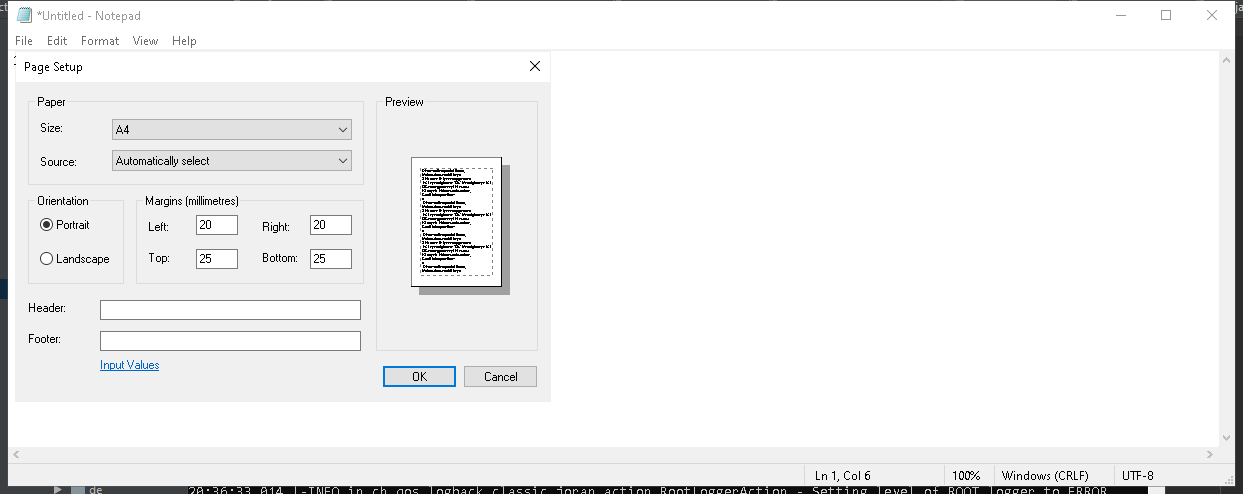 *Untitled - Notepad
File Edit Format View Help
Page Setup
Paper
Size: A4
Source: Automatically select
Orientation
Portrait
Landscape
Margins (millimetres)
Left: 20 Right: 20
Top: 25 Bottom: 25
Header:
Footer:
Input Values
Preview
OK Cancel
Ln 1, Col 6 100% Windows (CRLF) UTF-8
de 20:36:33,014 |-INFO in ch.qos.logback.classic.joran.action.RootLoggerAction - Setting level of ROOT logger to ERROR